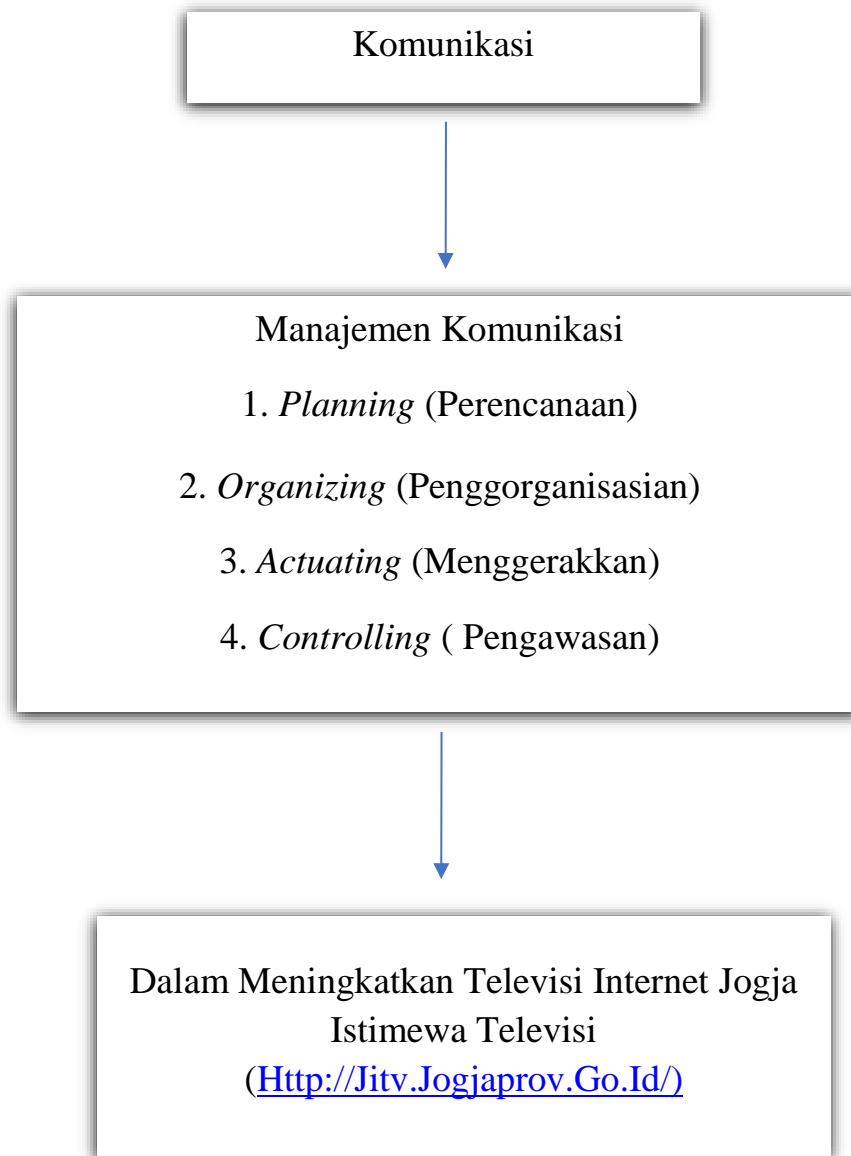 Komunikasi
Manajemen Komunikasi
1. Planning (Perencanaan)
2. Organizing (Penggorganisasian)
3. Actuating (Menggerakkan)
4. Controlling ( Pengawasan)
Dalam Meningkatkan Televisi Internet Jogja
Istimewa Televisi
(Http://Jitv.Jogjaprov.Go.Id/)